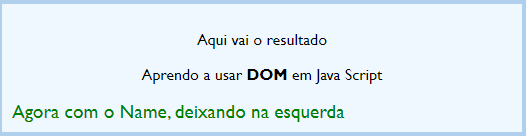 Aqui vai o resultado
Aprendo a usar DOM em Java Script
Agora com o Name, deixando na esquerda